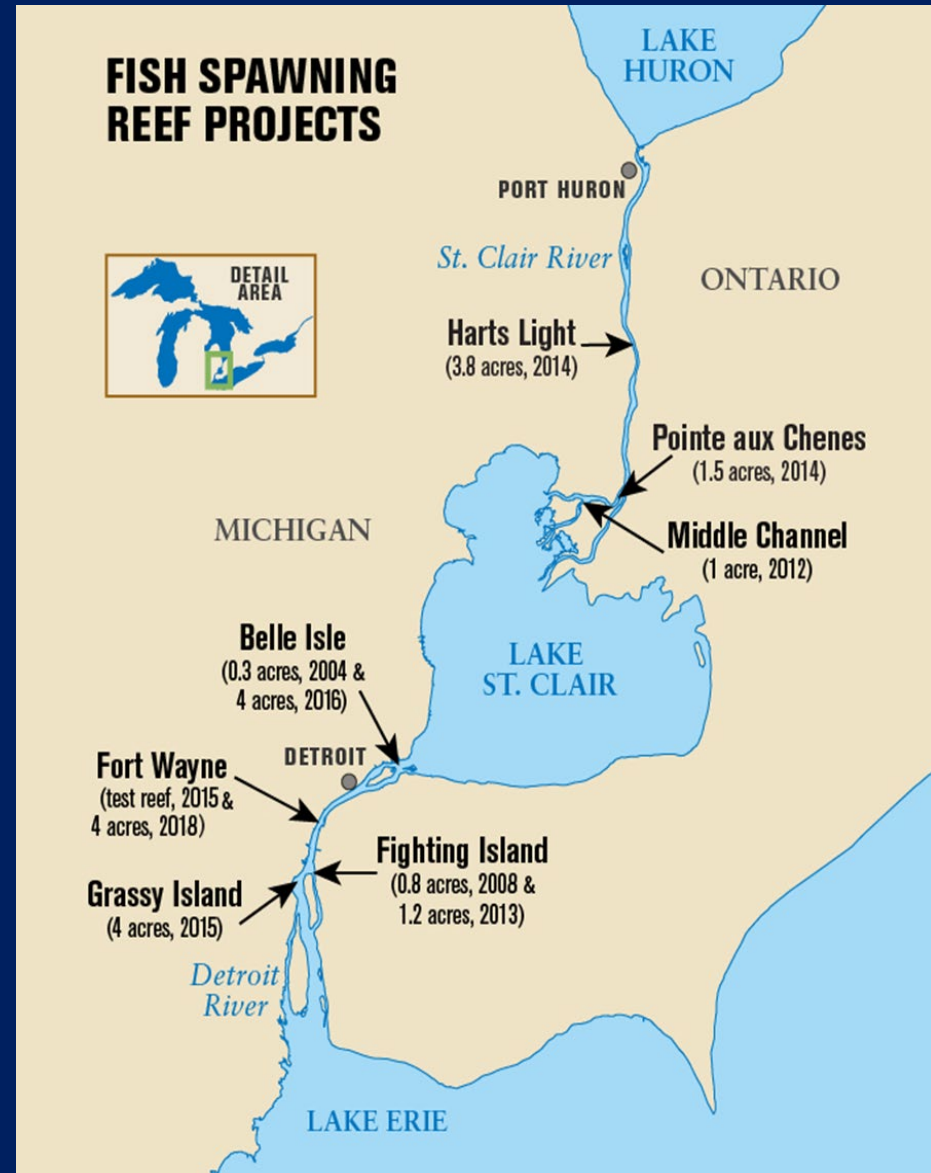 FISH SPAWNING
REEF PROJECTS
LAKE
HURON
PORT HURON
St. Clair River
DETAIL
AREA
ONTARIO
Harts Light
(3.8 acres, 2014)
Pointe aux Chenes
(1.5 acres, 2014)
MICHIGAN
Middle Channel
(1 acre, 2012)
Belle Isle
(0.3 acres, 2004 &
4 acres, 2016)
LAKE
ST. CLAIR
DETROIT
Fort Wayne
(test reef, 2015 &
4 acres, 2018)
Fighting Island
(0.8 acres, 2008 &
1.2 acres, 2013)
Grassy Island
(4 acres, 2015)
Detroit
River
LAKE ERIE